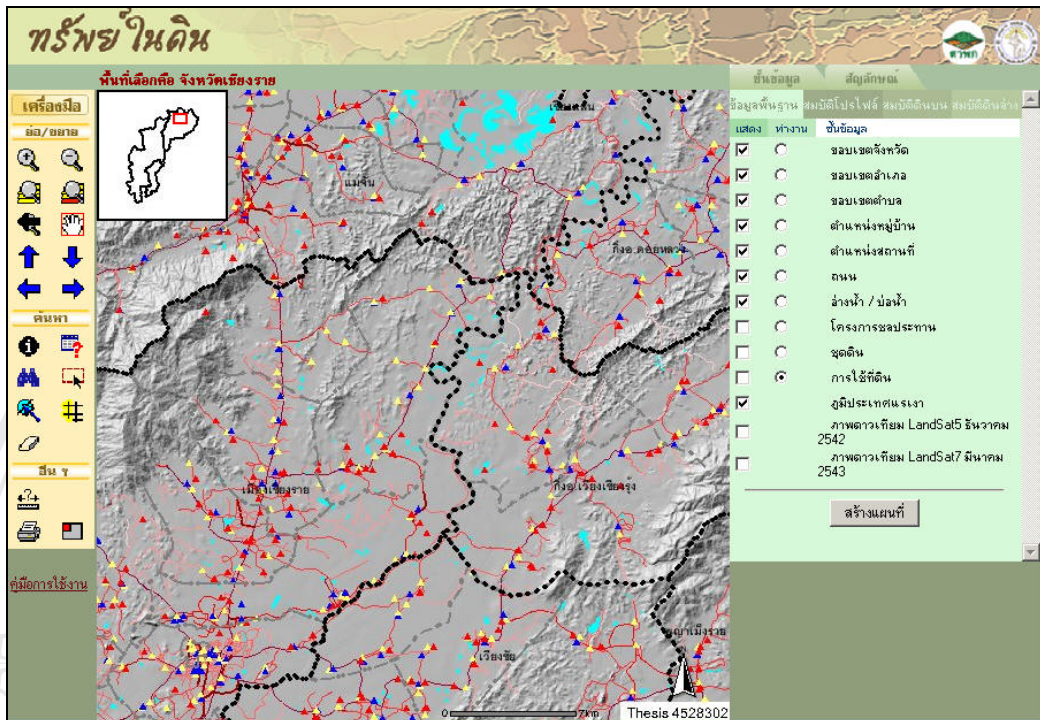 ทรัพย์ในดิน
สวพก
พื้นที่เลือกคือ จังหวัดเชียงราย
ชั้นข้อมูล
สัญลักษณ์
เครื่องมือ
ย่อ/ขยาย
ค้นหา
อื่น ๆ
คู่มือการใช้งาน
แม่จัน
กิ่งอ.ดอยหลวง
เมืองเชียงราย
กิ่งอ.เวียงเชียงรุง
เวียงชัย
0 7km
Thesis 4528302
ข้อมูลพื้นฐาน สมบัติโปรไฟล์ สมบัติดินบน สมบัติดินล่าง
แสดง ทำงาน ชั้นข้อมูล
ขอบเขตจังหวัด
ขอบเขตอำเภอ
ขอบเขตตำบล
ตำแหน่งหมู่บ้าน
ตำแหน่งสถานที่
ถนน
อ่างน้ำ / บ่อน้ำ
โครงการชลประทาน
ชุดดิน
การใช้ที่ดิน
ภูมิประเทศแรเงา
ภาพดาวเทียม LandSat5 ธันวาคม
2542
ภาพดาวเทียม LandSat7 มีนาคม
2543
สร้างแผนที่